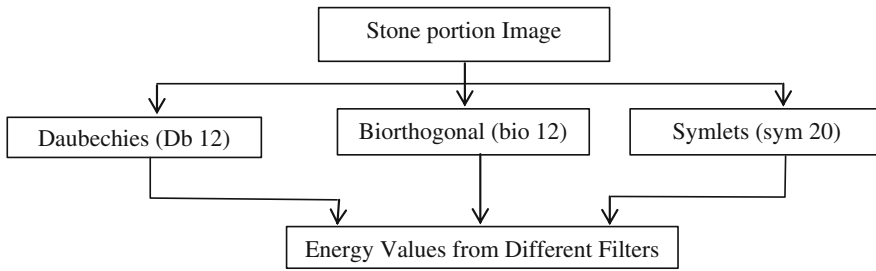 Stone portion Image
Daubechies (Db 12)
Biorthogonal (bio 12)
Symlets (sym 20)
Energy Values from Different Filters